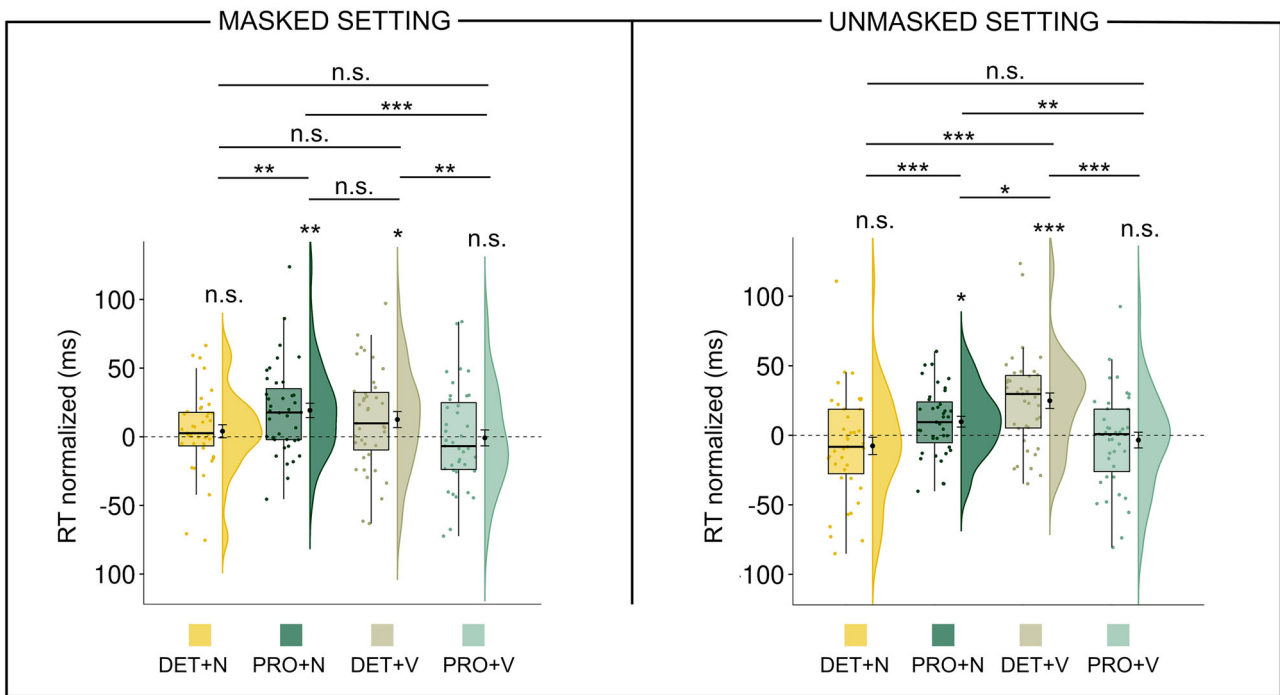 MASKED SETTING
n.s.
***
n.s.
**
**
n.s.
**
*
n.s.
n.s.
RT normalized (ms)
100
50
0
-50
100
DET+N
PRO+N
DET+V
PRO+V
UNMASKED SETTING
n.s.
**
***
***
***
*
n.s.
***
n.s.
*
RT normalized (ms)
100
50
0
-50
100
DET+N
PRO+N
DET+V
PRO+V